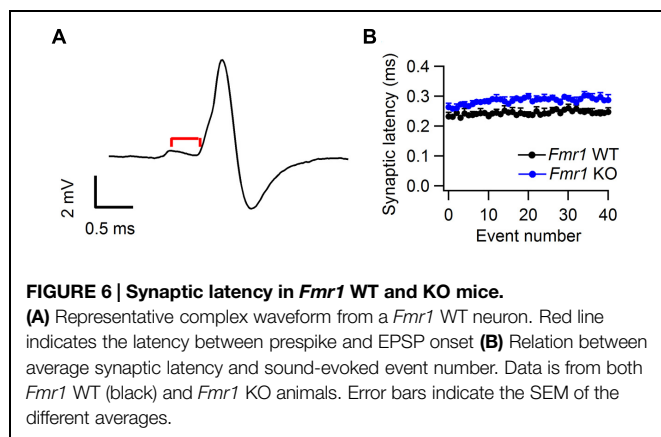 A
B
2 mV
0.5 ms
Synaptic latency (ms)
0.4
0.3
0.2
0.1
0.0
Fmr1 WT
Fmr1 KO
0 10 20 30 40
Event number
FIGURE 6 | Synaptic latency in Fmr1 WT and KO mice.
(A) Representative complex waveform from a Fmr1 WT neuron. Red line
indicates the latency between prespike and EPSP onset (B) Relation between
average synaptic latency and sound-evoked event number. Data is from both
Fmr1 WT (black) and Fmr1 KO animals. Error bars indicate the SEM of the
different averages.